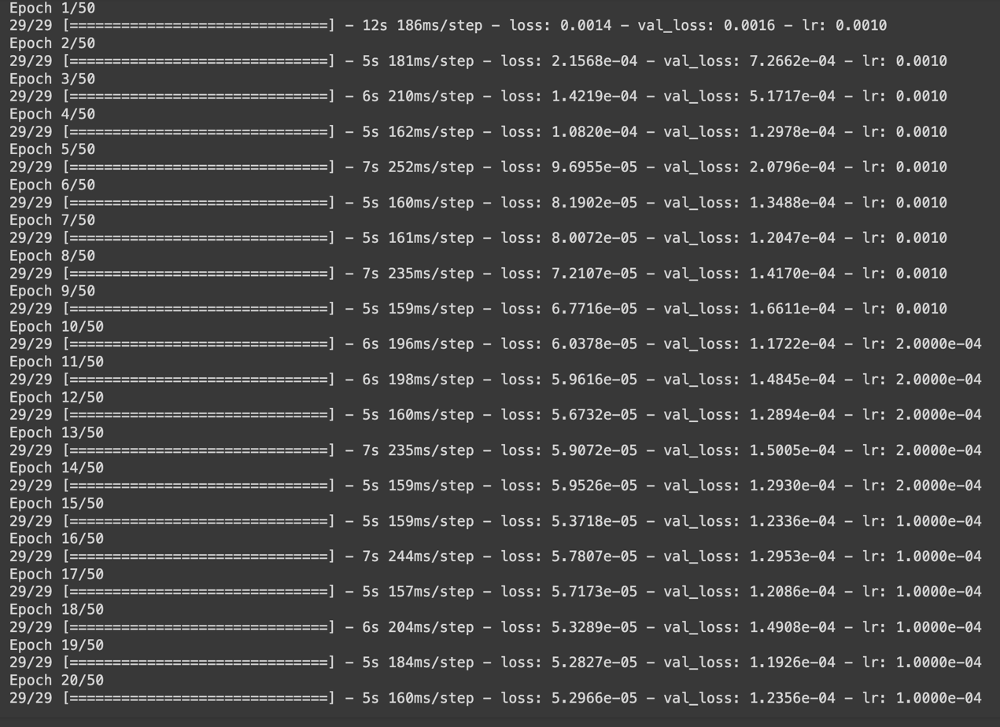 Epoch 1/50
29/29 [==============================] - 12s 186ms/step - loss: 0.0014 - val_loss: 0.0016 - lr: 0.0010
Epoch 2/50
29/29 [==============================] - 5s 181ms/step - loss: 2.1568e-04 - val_loss: 7.2662e-04 - lr: 0.0010
Epoch 3/50
29/29 [==============================] - 6s 210ms/step - loss: 1.4219e-04 - val_loss: 5.1717e-04 - lr: 0.0010
Epoch 4/50
29/29 [==============================] - 5s 162ms/step - loss: 1.0820e-04 - val_loss: 1.2978e-04 - lr: 0.0010
Epoch 5/50
29/29 [==============================] - 7s 252ms/step - loss: 9.6955e-05 - val_loss: 2.0796e-04 - lr: 0.0010
Epoch 6/50
29/29 [==============================] - 5s 160ms/step - loss: 8.1902e-05 - val_loss: 1.3488e-04 - lr: 0.0010
Epoch 7/50
29/29 [==============================] - 5s 161ms/step - loss: 8.0072e-05 - val_loss: 1.2047e-04 - lr: 0.0010
Epoch 8/50
29/29 [==============================] - 7s 235ms/step - loss: 7.2107e-05 - val_loss: 1.4170e-04 - lr: 0.0010
Epoch 9/50
29/29 [==============================] - 5s 159ms/step - loss: 6.7716e-05 - val_loss: 1.6611e-04 - lr: 0.0010
Epoch 10/50
29/29 [==============================] - 6s 196ms/step - loss: 6.0378e-05 - val_loss: 1.1722e-04 - lr: 2.0000e-04
Epoch 11/50
29/29 [==============================] - 6s 198ms/step - loss: 5.9616e-05 - val_loss: 1.4845e-04 - lr: 2.0000e-04
Epoch 12/50
29/29 [==============================] - 5s 160ms/step - loss: 5.6732e-05 - val_loss: 1.2894e-04 - lr: 2.0000e-04
Epoch 13/50
29/29 [==============================] - 7s 235ms/step - loss: 5.9072e-05 - val_loss: 1.5005e-04 - lr: 2.0000e-04
Epoch 14/50
29/29 [==============================] - 5s 159ms/step - loss: 5.9526e-05 - val_loss: 1.2930e-04 - lr: 2.0000e-04
Epoch 15/50
29/29 [==============================] - 5s 159ms/step - loss: 5.3718e-05 - val_loss: 1.2336e-04 - lr: 1.0000e-04
Epoch 16/50
29/29 [==============================] - 7s 244ms/step - loss: 5.7807e-05 - val_loss: 1.2953e-04 - lr: 1.0000e-04
Epoch 17/50
29/29 [==============================] - 5s 157ms/step - loss: 5.7173e-05 - val_loss: 1.2086e-04 - lr: 1.0000e-04
Epoch 18/50
29/29 [==============================] - 6s 204ms/step - loss: 5.3289e-05 - val_loss: 1.4908e-04 - lr: 1.0000e-04
Epoch 19/50
29/29 [==============================] - 5s 184ms/step - loss: 5.2827e-05 - val_loss: 1.1926e-04 - lr: 1.0000e-04
Epoch 20/50
29/29 [==============================] - 5s 160ms/step - loss: 5.2966e-05 - val_loss: 1.2356e-04 - lr: 1.0000e-04